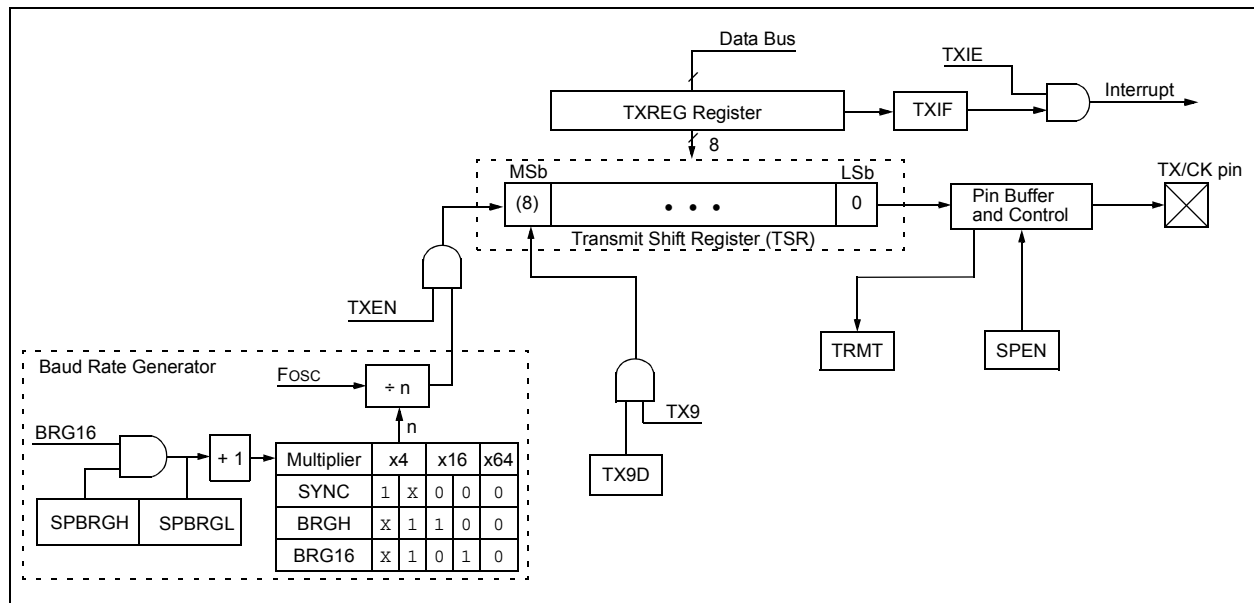 Data Bus
TXIE
Interrupt
TXREG Register
TXIF
8
MSb
LSb
TX/CK pin
(8)
• • •
0
Pin Buffer
and Control
Transmit Shift Register (TSR)
TXEN
TRMT
SPEN
Baud Rate Generator
FOSC
÷ n
TX9
n
BRG16
+ 1
TX9D
Multiplier x4 x16 x64
SYNC 1 X 0 0 0
BRGH X 1 1 0 0
BRG16 X 1 0 1 0
SPBRGH SPBRGL